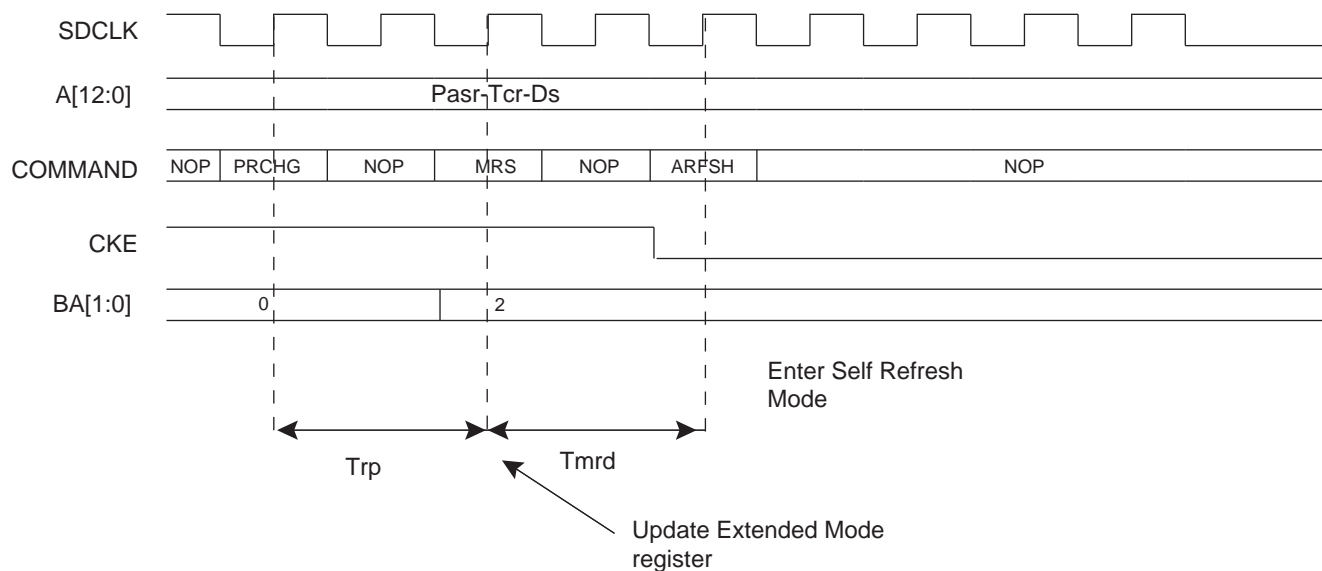 SDCLK
A[12:0]
Pasr-Tcr-Ds
COMMAND
NOP PRCHG NOP MRS NOP ARFSH NOP
CKE
BA[1:0]
0 2
Enter Self Refresh
Mode
Trp Tmrd
Update Extended Mode
register